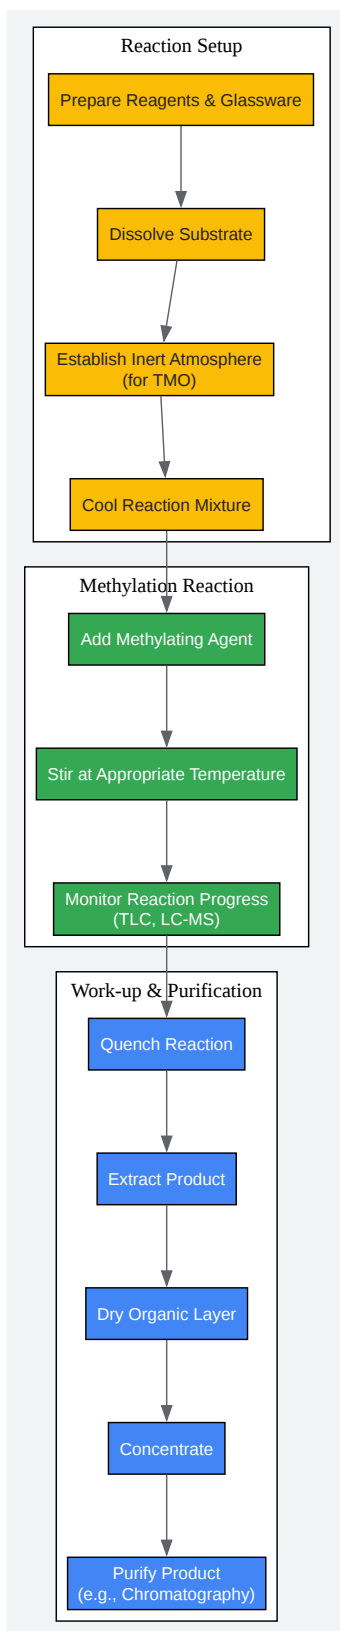 Reaction Setup
Prepare Reagents & Glassware
Dissolve Substrate
Establish Inert Atmosphere
(for TMO)
Cool Reaction Mixture
Methylation Reaction
Add Methylating Agent
Stir at Appropriate Temperature
Monitor Reaction Progress
(TLC, LC-MS)
Work-up & Purification
Quench Reaction
Extract Product
Dry Organic Layer
Concentrate
Purify Product
(e.g., Chromatography)